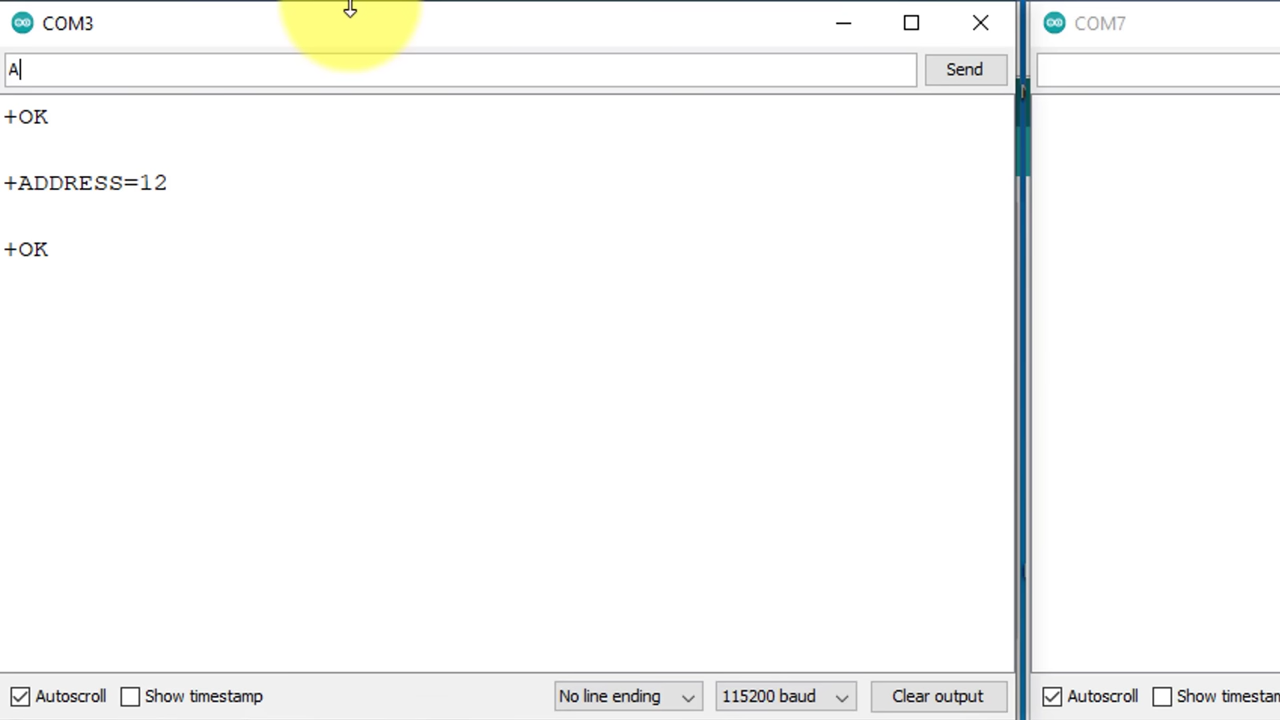 COM3
COM7
A
Send
+OK
+ADDRESS=12
+OK
Autoscroll
Show timestamp
No line ending
115200 baud
Clear output
Autoscroll
Show timestam